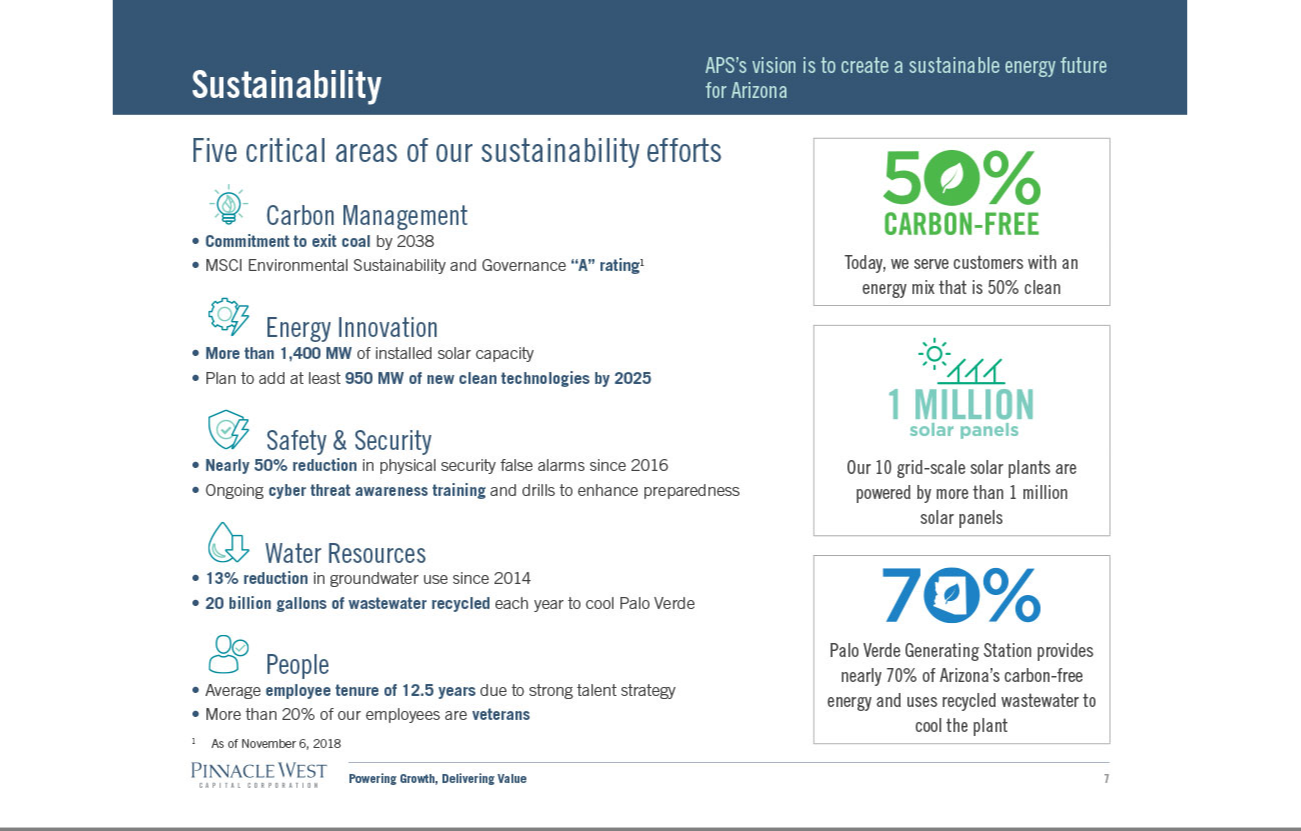 Sustainability
APS's vision is to create a sustainable energy future
for Arizona
Five critical areas of our sustainability efforts
Carbon Management
• Commitment to exit coal by 2038
• MSCI Environmental Sustainability and Governance “A” rating¹
Energy Innovation
• More than 1,400 MW of installed solar capacity
• Plan to add at least 950 MW of new clean technologies by 2025
Safety & Security
• Nearly 50% reduction in physical security false alarms since 2016
• Ongoing cyber threat awareness training and drills to enhance preparedness
Water Resources
• 13% reduction in groundwater use since 2014
• 20 billion gallons of wastewater recycled each year to cool Palo Verde
People
• Average employee tenure of 12.5 years due to strong talent strategy
• More than 20% of our employees are veterans
¹ As of November 6, 2018
50%
CARBON-FREE
Today, we serve customers with an
energy mix that is 50% clean
1 MILLION
solar panels
Our 10 grid-scale solar plants are
powered by more than 1 million
solar panels
70%
Palo Verde Generating Station provides
nearly 70% of Arizona's carbon-free
energy and uses recycled wastewater to
cool the plant
PINNACLE WEST
CAPITAL CORPORATION
Powering Growth, Delivering Value
7